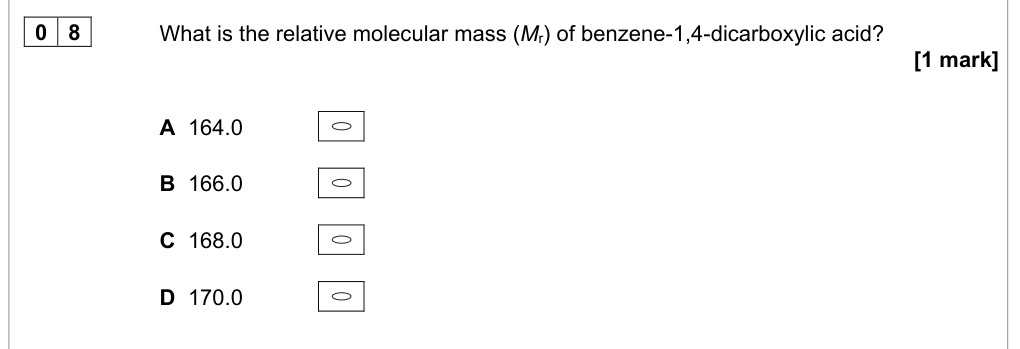 0 8 What is the relative molecular mass (Mr) of benzene-1,4-dicarboxylic acid?
[1 mark]
A 164.0
B 166.0
C 168.0
D 170.0